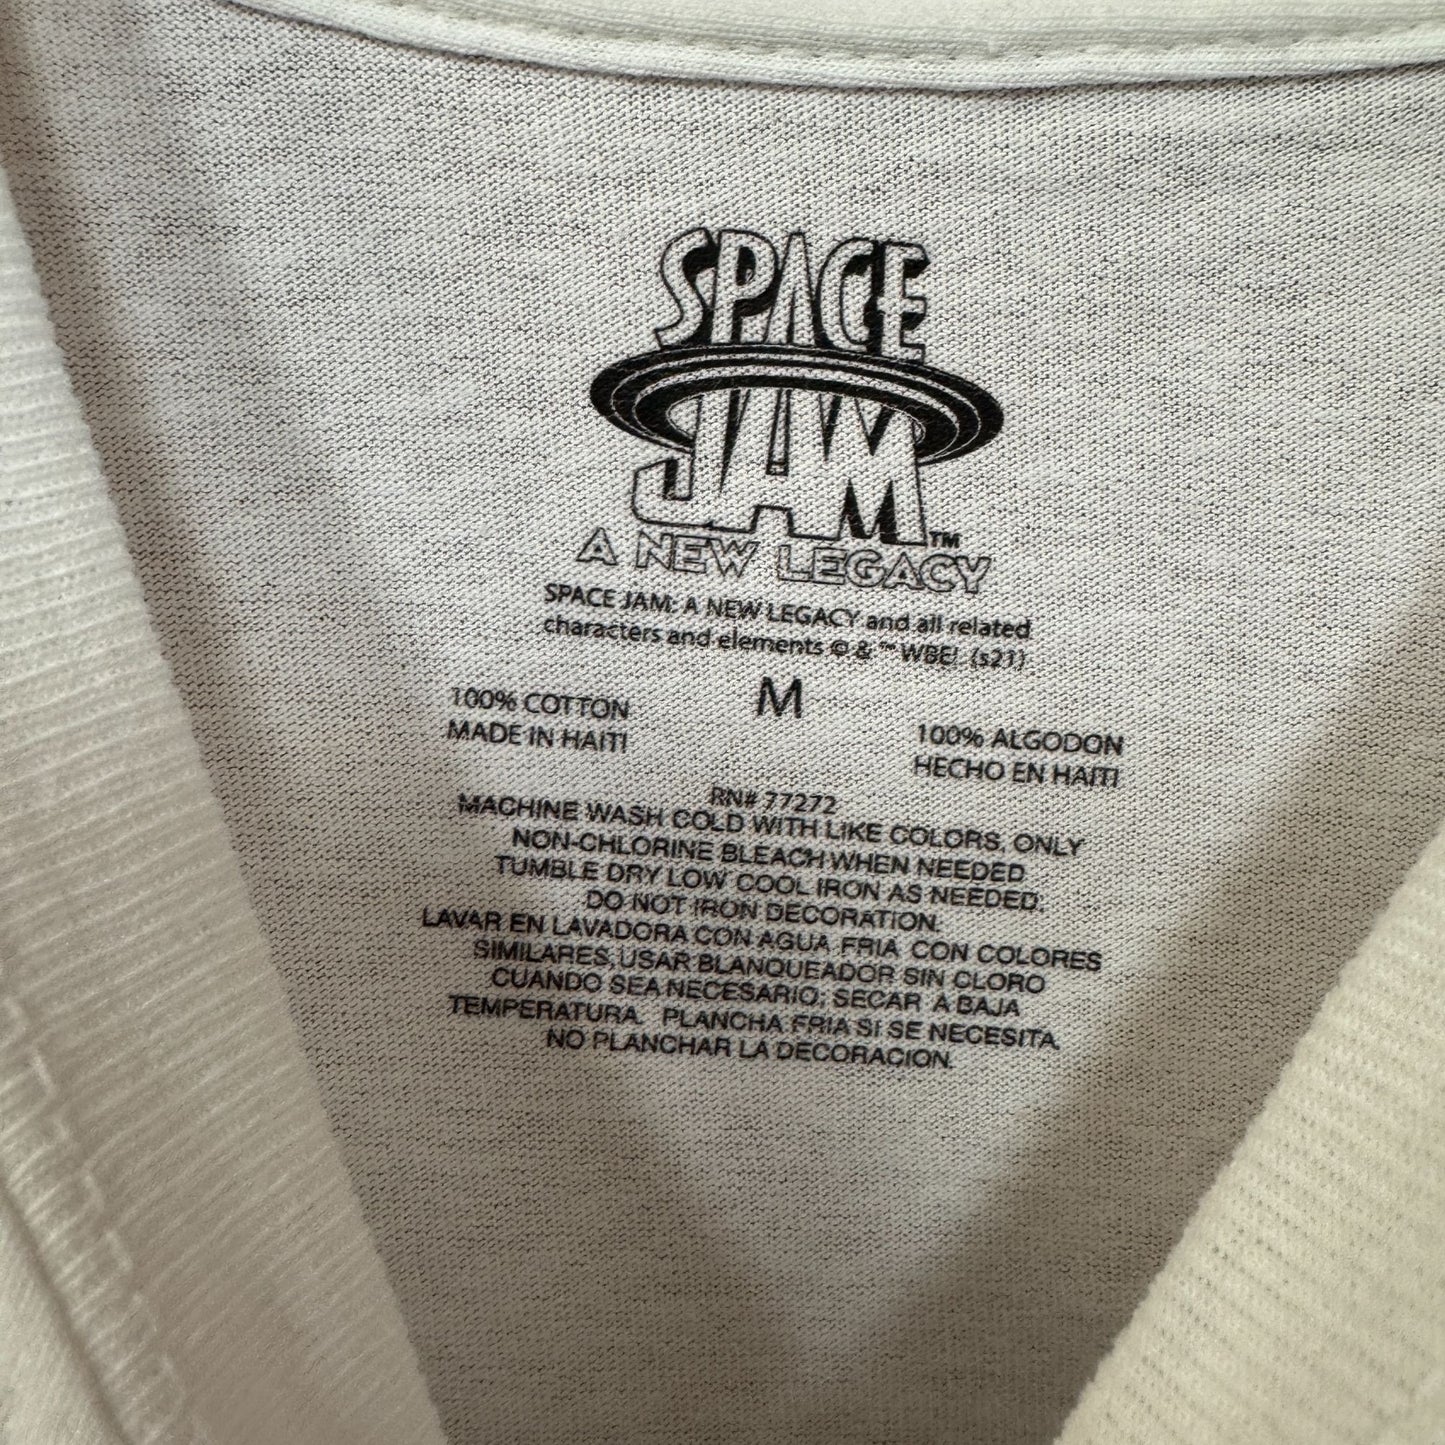 SPACE
JAM™
A NEW LEGACY
SPACE JAM: A NEW LEGACY and all related
characters and elements © & ™ WBEI (s21)
M
100% COTTON
MADE IN HAITI
100% ALGODON
HECHO EN HAITI
RN# 77272
MACHINE WASH COLD WITH LIKE COLORS, ONLY
NON-CHLORINE BLEACH WHEN NEEDED
TUMBLE DRY LOW COOL IRON AS NEEDED.
DO NOT IRON DECORATION.
LAVAR EN LAVADORA CON AGUA FRIA CON COLORES
SIMILARES, USAR BLANQUEADOR SIN CLORO
CUANDO SEA NECESARIO; SECAR A BAJA
TEMPERATURA. PLANCHA FRIA SI SE NECESITA.
NO PLANCHAR LA DECORACION.